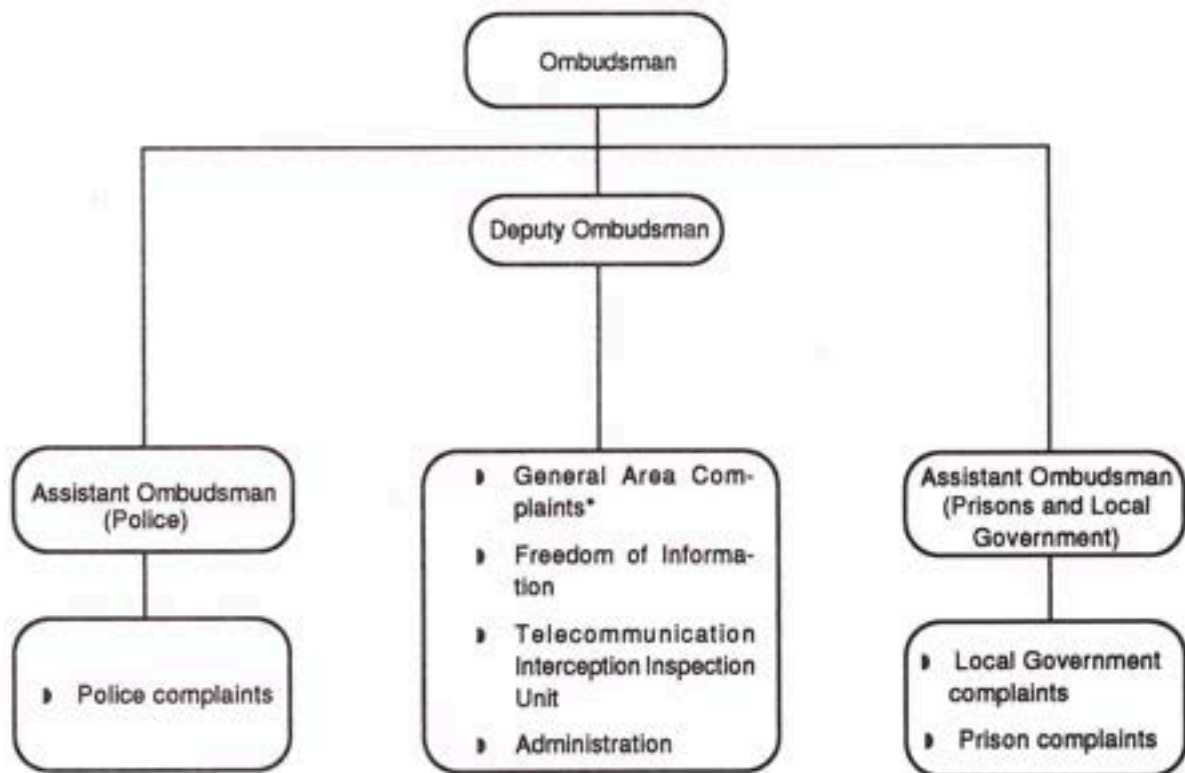 Ombudsman
Deputy Ombudsman
Assistant Ombudsman
(Police)
◗ Police complaints
◗ General Area Com-
plaints*
◗ Freedom of Informa-
tion
◗ Telecommunication
Interception Inspection
Unit
◗ Administration
Assistant Ombudsman
(Prisons and Local
Government)
◗ Local Government
complaints
◗ Prison complaints